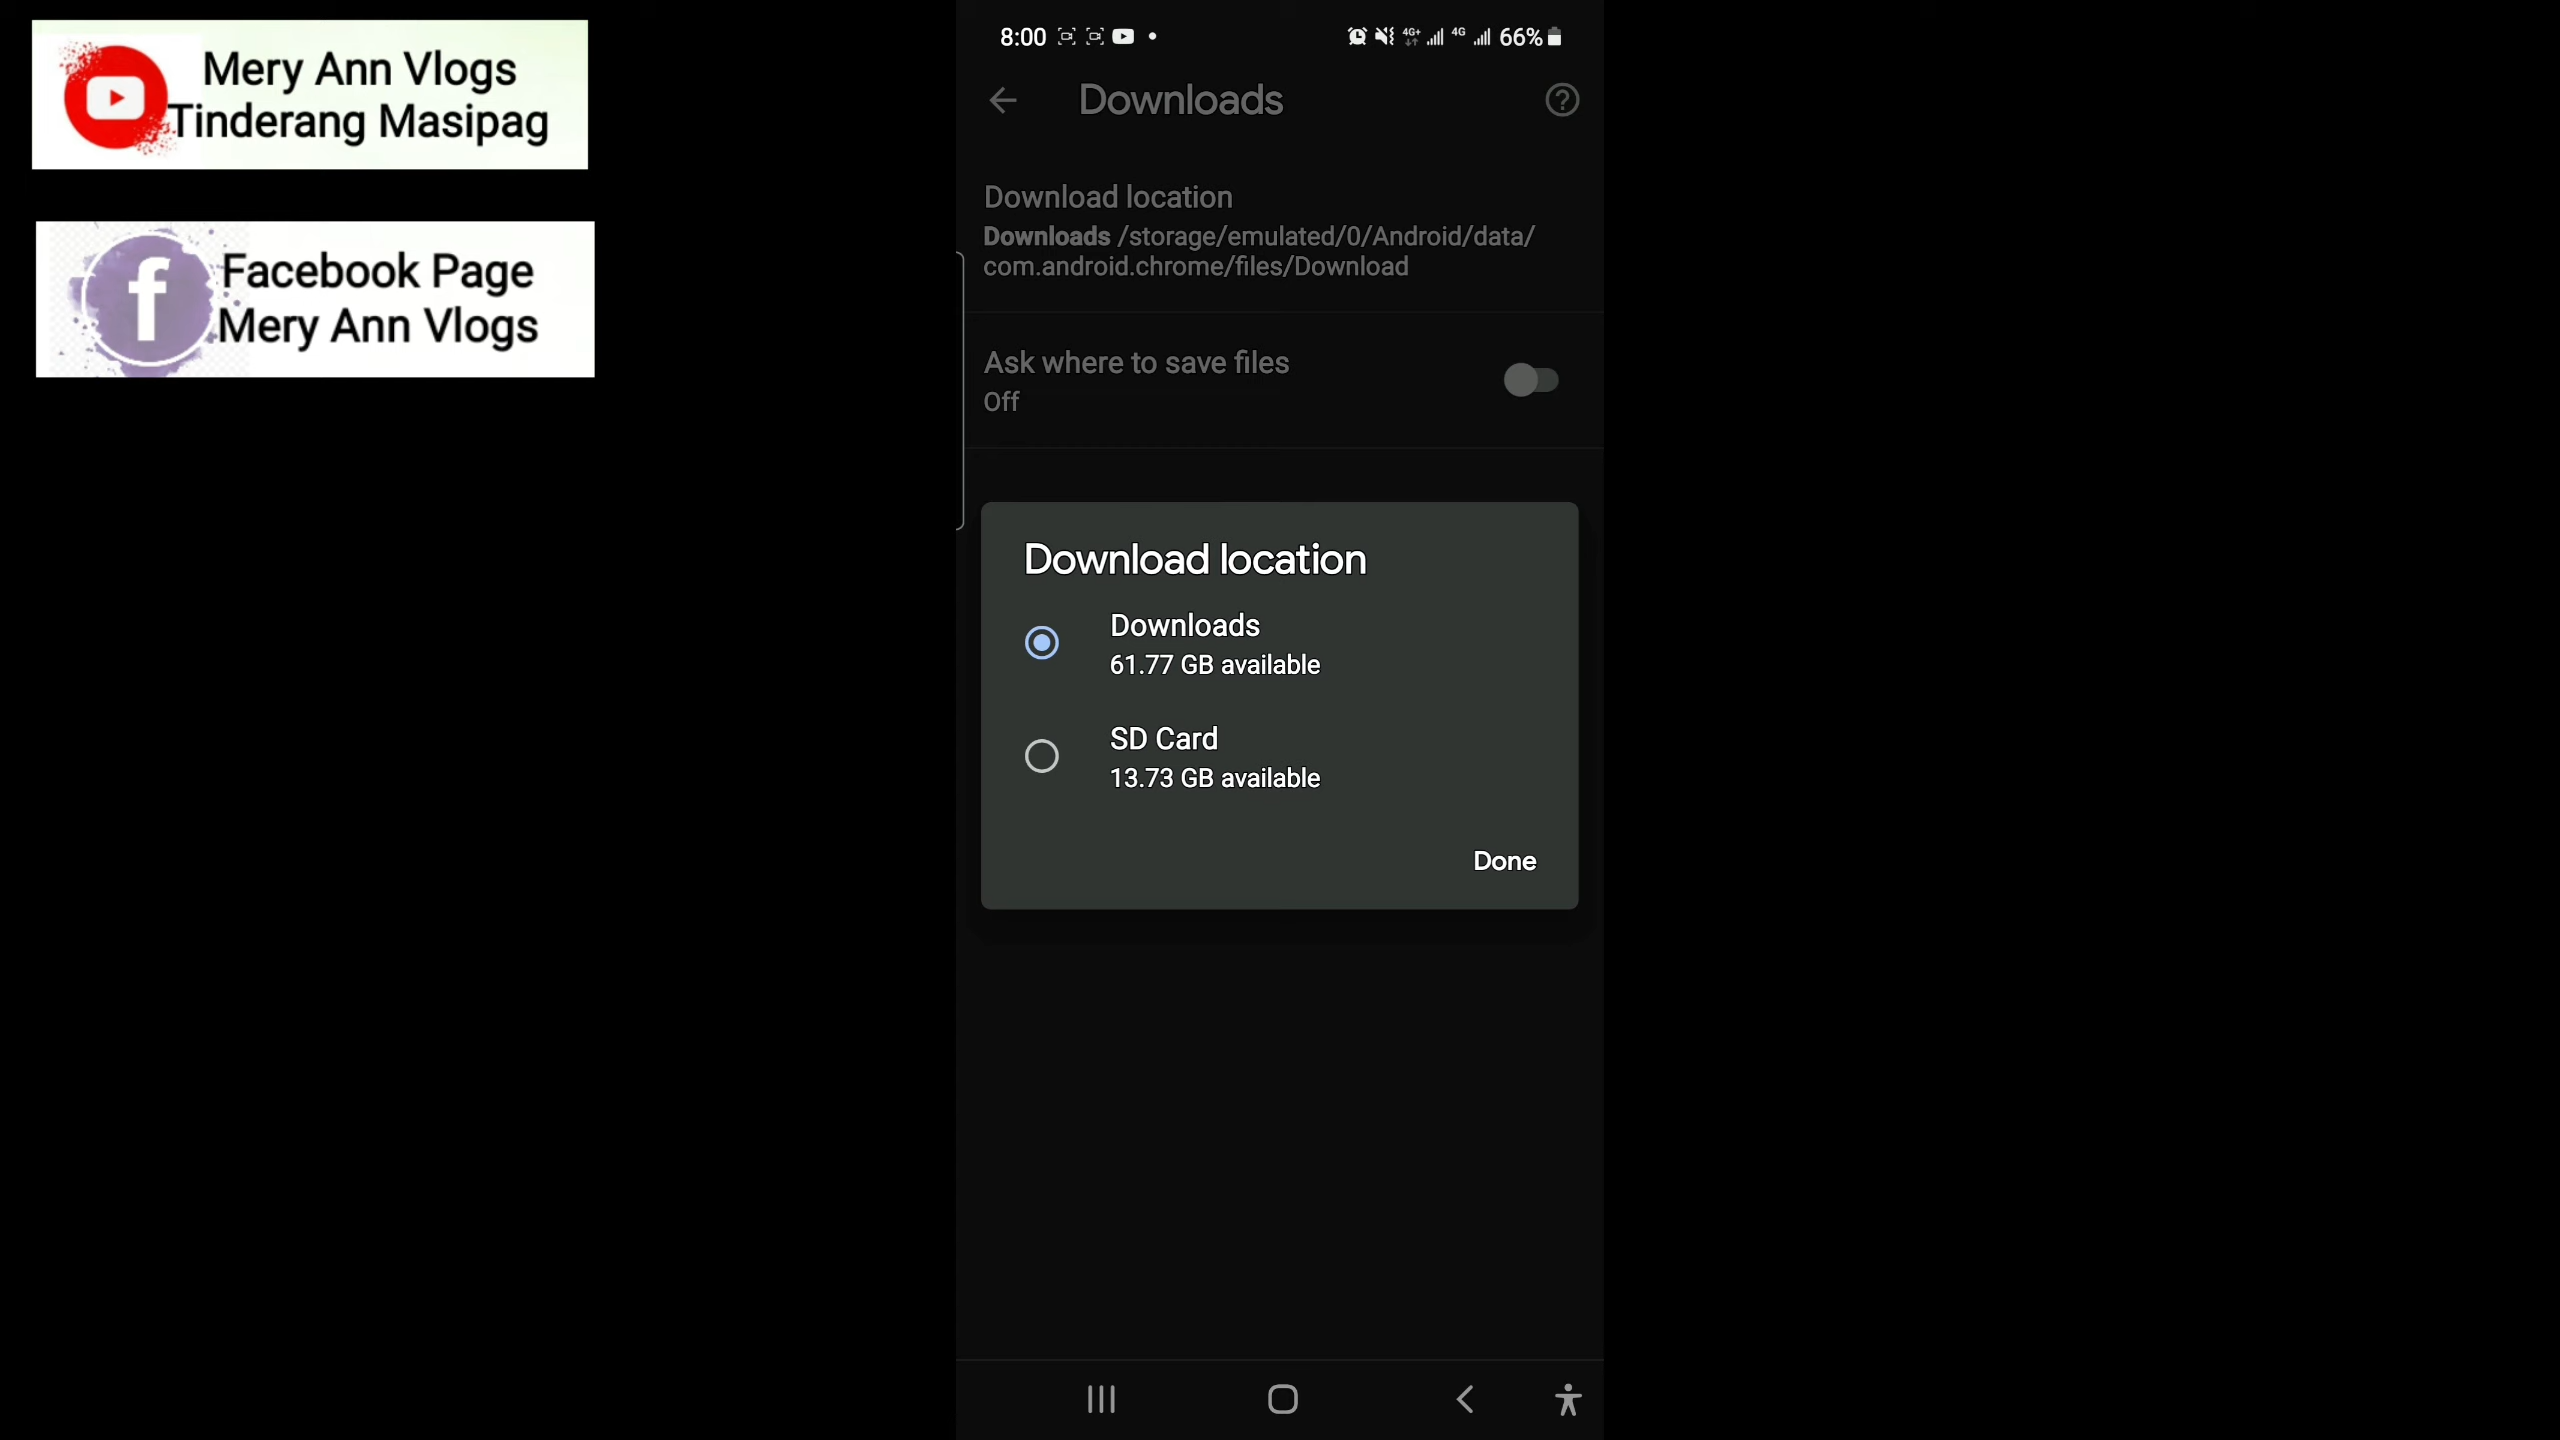 Mery Ann Vlogs
Tinderang Masipag
Facebook Page
Mery Ann Vlogs
8:00
4G+ 4G 66%
Downloads
Download location
Downloads /storage/emulated/0/Android/data/
com.android.chrome/files/Download
Ask where to save files
Off
Download location
Downloads
61.77 GB available
SD Card
13.73 GB available
Done